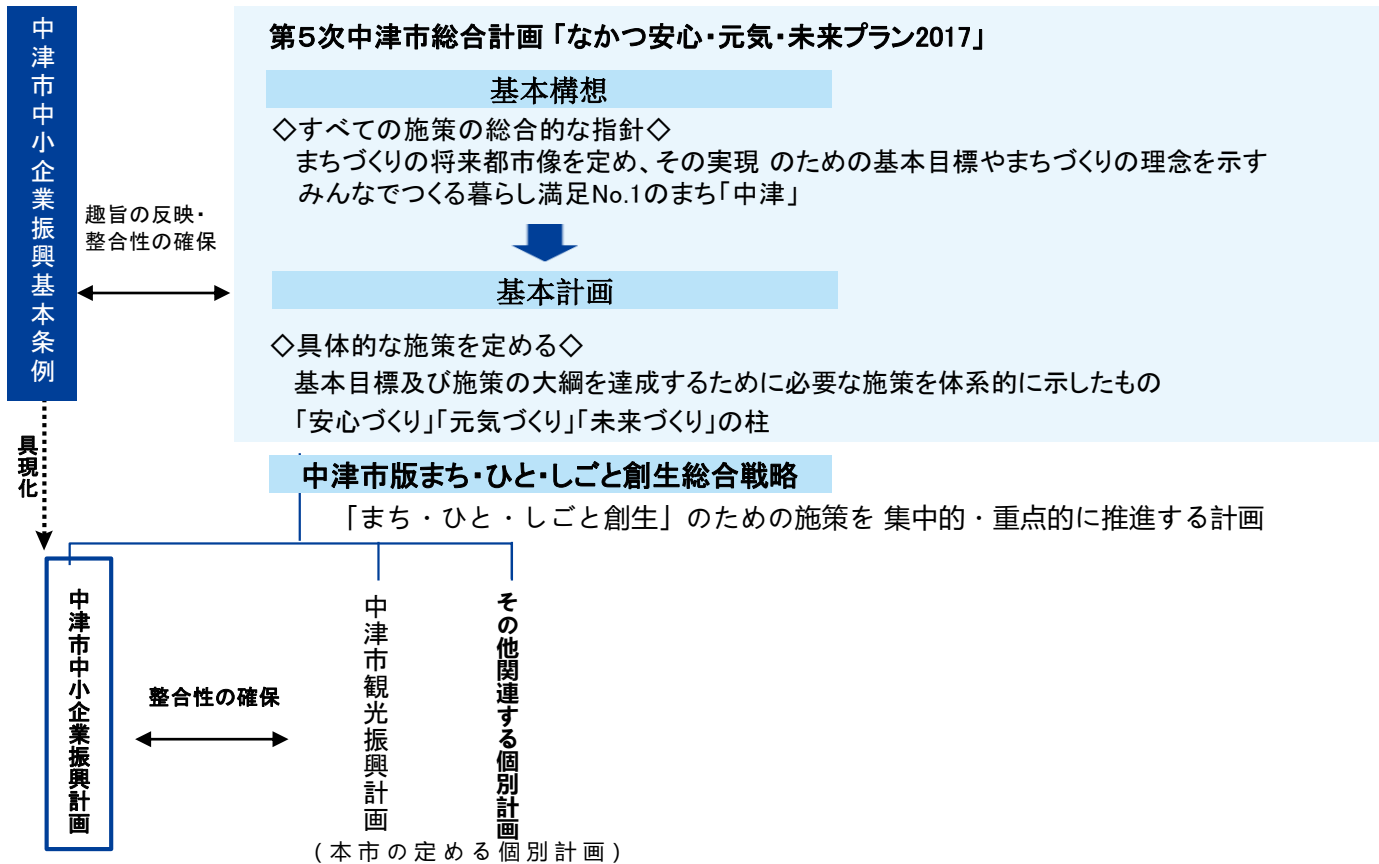 中津市中小企業振興基本条例
第5次中津市総合計画「なかつ安心・元気・未来プラン2017」
基本構想
◇すべての施策の総合的な指針◇
まちづくりの将来都市像を定め、その実現 のための基本目標やまちづくりの理念を示す
みんなでつくる暮らし満足No.1のまち「中津」
趣旨の反映・
整合性の確保
基本計画
◇具体的な施策を定める◇
基本目標及び施策の大綱を達成するために必要な施策を体系的に示したもの
「安心づくり」「元気づくり」「未来づくり」の柱
具現化
中津市版まち・ひと・しごと創生総合戦略
「まち・ひと・しごと創生」のための施策を 集中的・重点的に推進する計画
中津市中小企業振興計画
整合性の確保
中津市観光振興計画
その他関連する個別計画
(本市の定める個別計画)